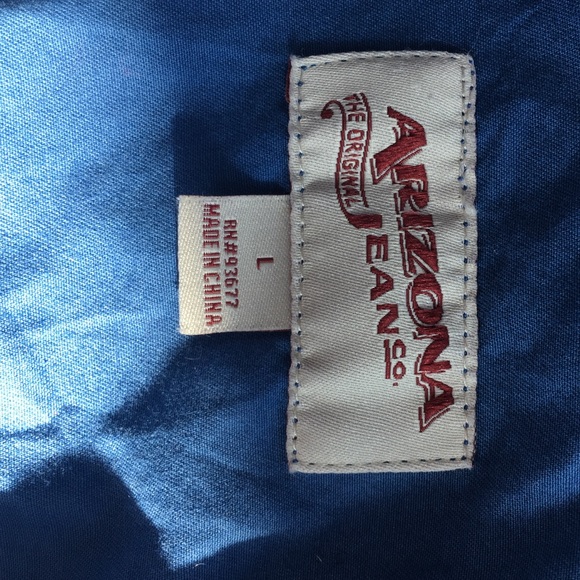 ARIZONA
THE ORIGINAL
JEAN CO.
L
RN#93677
MADE IN CHINA